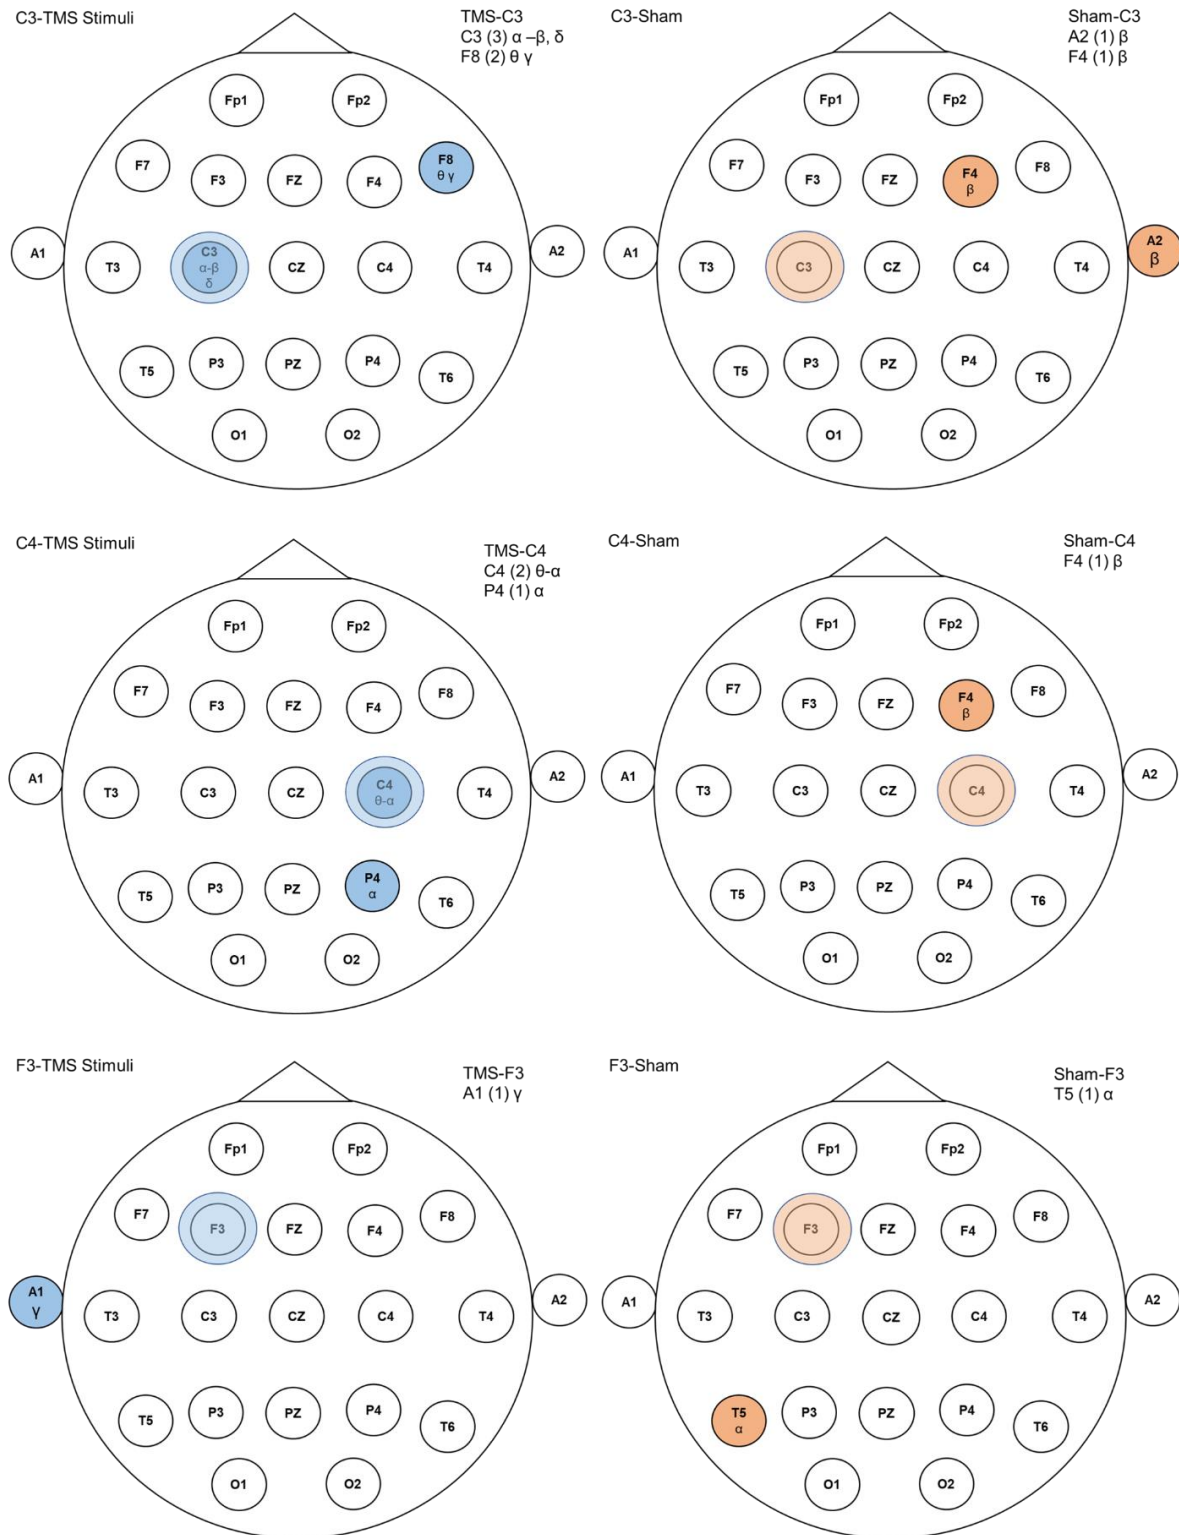 C3-TMS Stimuli
TMS-C3
C3 (3) α –β, δ
F8 (2) θ γ
Fp1 Fp2
F7 F3 FZ F4 F8
θ γ
A1 T3 C3 CZ C4 T4 A2
α-β
δ
T5 P3 PZ P4 T6
O1 O2
C3-Sham
Sham-C3
A2 (1) β
F4 (1) β
Fp1 Fp2
F7 F3 FZ F4 F8
β
A1 T3 C3 CZ C4 T4 A2
β
T5 P3 PZ P4 T6
O1 O2
C4-TMS Stimuli
TMS-C4
C4 (2) θ-α
P4 (1) α
Fp1 Fp2
F7 F3 FZ F4 F8
A1 T3 C3 CZ C4 T4 A2
θ-α
T5 P3 PZ P4 T6
α
O1 O2
C4-Sham
Sham-C4
F4 (1) β
Fp1 Fp2
F7 F3 FZ F4 F8
β
A1 T3 C3 CZ C4 T4 A2
T5 P3 PZ P4 T6
O1 O2
F3-TMS Stimuli
TMS-F3
A1 (1) γ
Fp1 Fp2
F7 F3 FZ F4 F8
A1 T3 C3 CZ C4 T4 A2
γ
T5 P3 PZ P4 T6
O1 O2
F3-Sham
Sham-F3
T5 (1) α
Fp1 Fp2
F7 F3 FZ F4 F8
A1 T3 C3 CZ C4 T4 A2
T5 P3 PZ P4 T6
α
O1 O2